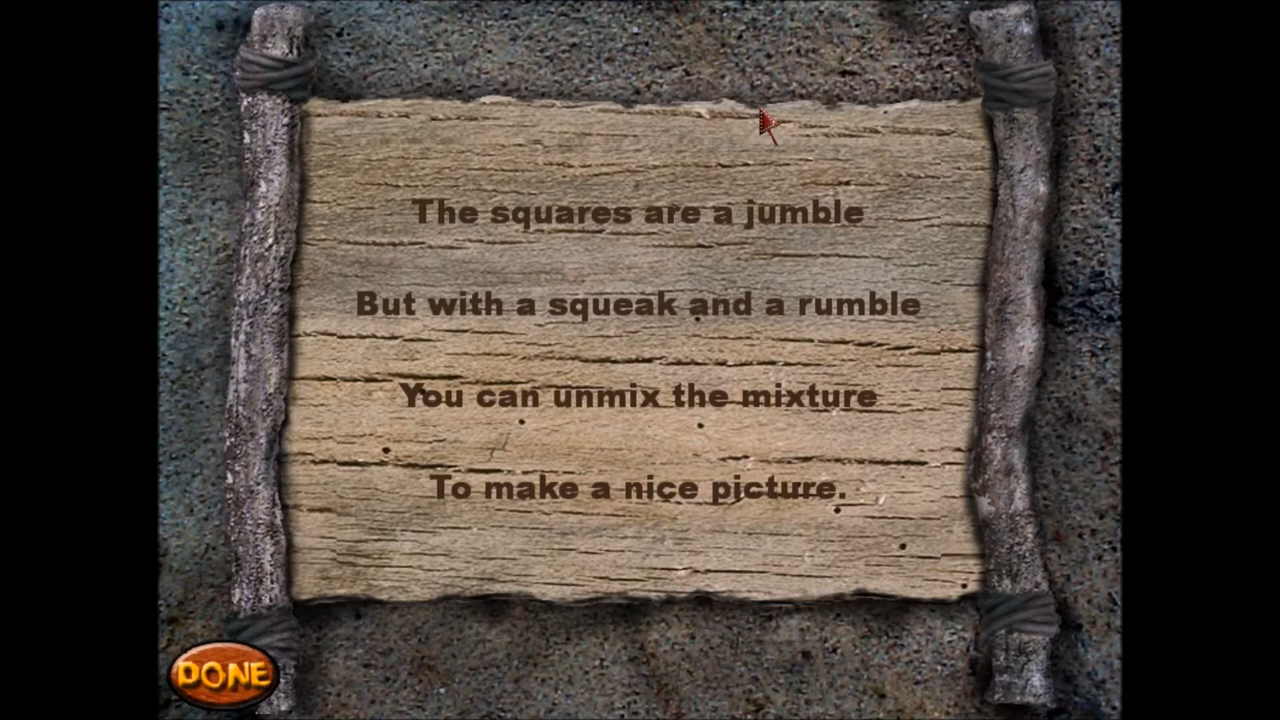 The squares are a jumble
But with a squeak and a rumble
You can unmix the mixture
To make a nice picture.
DONE